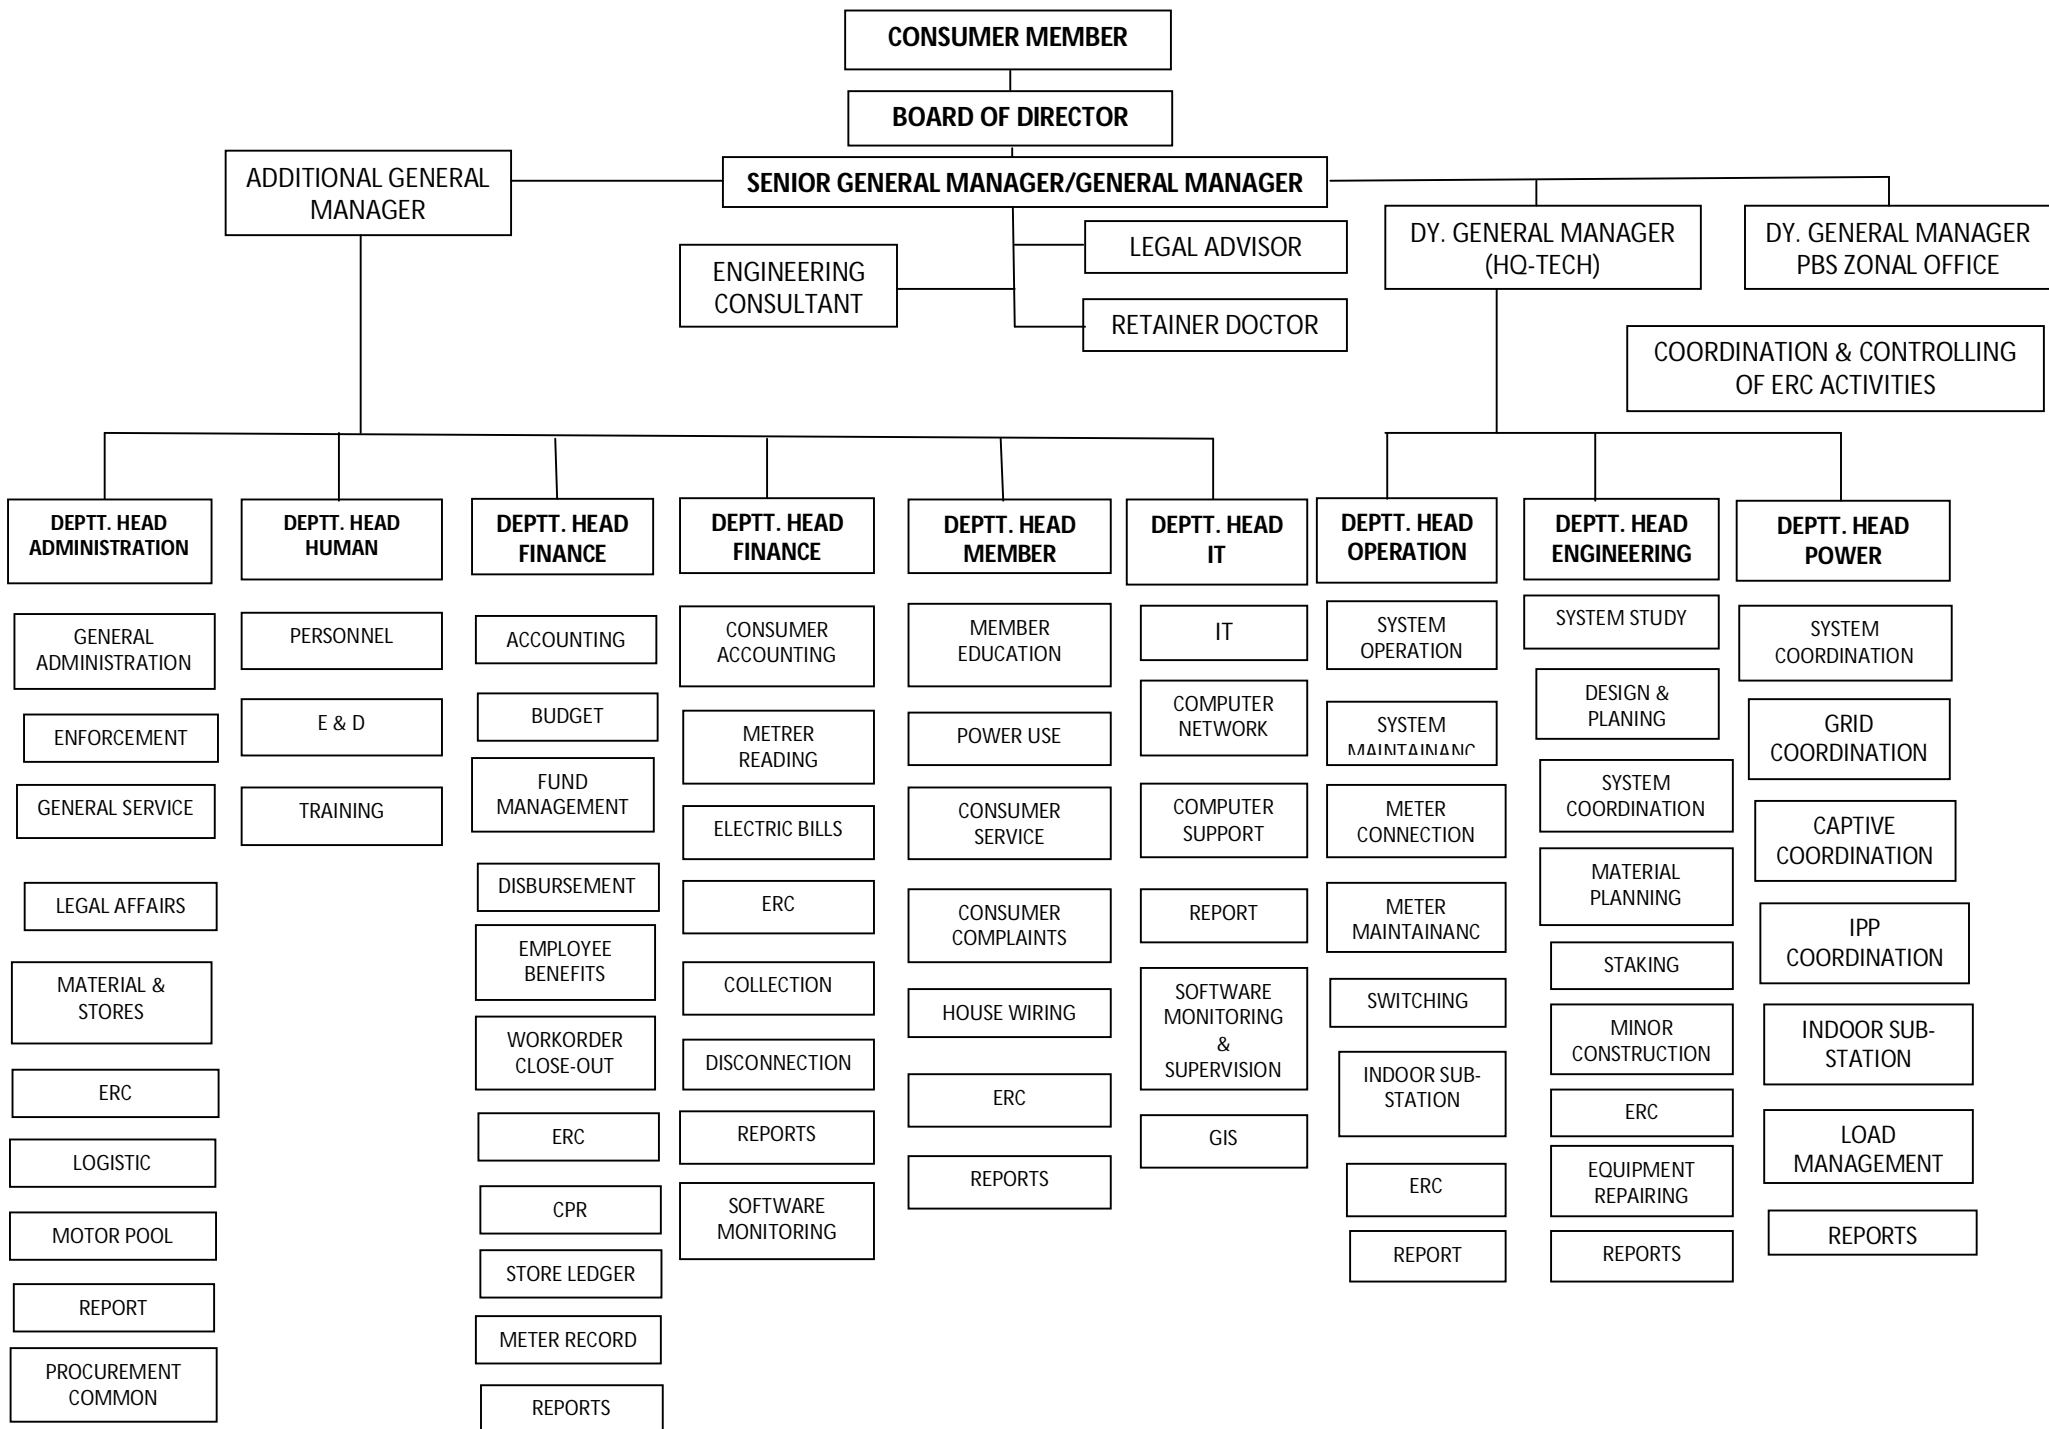 CONSUMER MEMBER
BOARD OF DIRECTOR
SENIOR GENERAL MANAGER/GENERAL MANAGER
ADDITIONAL GENERAL
MANAGER
LEGAL ADVISOR
ENGINEERING
CONSULTANT
RETAINER DOCTOR
DY. GENERAL MANAGER
(HQ-TECH)
DY. GENERAL MANAGER
PBS ZONAL OFFICE
COORDINATION & CONTROLLING
OF ERC ACTIVITIES
DEPTT. HEAD
ADMINISTRATION
GENERAL
ADMINISTRATION
ENFORCEMENT
GENERAL SERVICE
LEGAL AFFAIRS
MATERIAL &
STORES
ERC
LOGISTIC
MOTOR POOL
REPORT
PROCUREMENT
COMMON
DEPTT. HEAD
HUMAN
PERSONNEL
E & D
TRAINING
DEPTT. HEAD
FINANCE
ACCOUNTING
BUDGET
FUND
MANAGEMENT
DISBURSEMENT
EMPLOYEE
BENEFITS
WORKORDER
CLOSE-OUT
ERC
CPR
STORE LEDGER
METER RECORD
REPORTS
DEPTT. HEAD
FINANCE
CONSUMER
ACCOUNTING
METRER
READING
ELECTRIC BILLS
ERC
COLLECTION
DISCONNECTION
REPORTS
SOFTWARE
MONITORING
DEPTT. HEAD
MEMBER
MEMBER
EDUCATION
POWER USE
CONSUMER
SERVICE
CONSUMER
COMPLAINTS
HOUSE WIRING
ERC
REPORTS
DEPTT. HEAD
IT
IT
COMPUTER
NETWORK
COMPUTER
SUPPORT
REPORT
SOFTWARE
MONITORING
&
SUPERVISION
GIS
DEPTT. HEAD
OPERATION
SYSTEM
OPERATION
SYSTEM
MAINTAINANC
METER
CONNECTION
METER
MAINTAINANC
SWITCHING
INDOOR SUB-
STATION
ERC
REPORT
DEPTT. HEAD
ENGINEERING
SYSTEM STUDY
DESIGN &
PLANING
SYSTEM
COORDINATION
MATERIAL
PLANNING
STAKING
MINOR
CONSTRUCTION
ERC
EQUIPMENT
REPAIRING
REPORTS
DEPTT. HEAD
POWER
SYSTEM
COORDINATION
GRID
COORDINATION
CAPTIVE
COORDINATION
IPP
COORDINATION
INDOOR SUB-
STATION
LOAD
MANAGEMENT
REPORTS